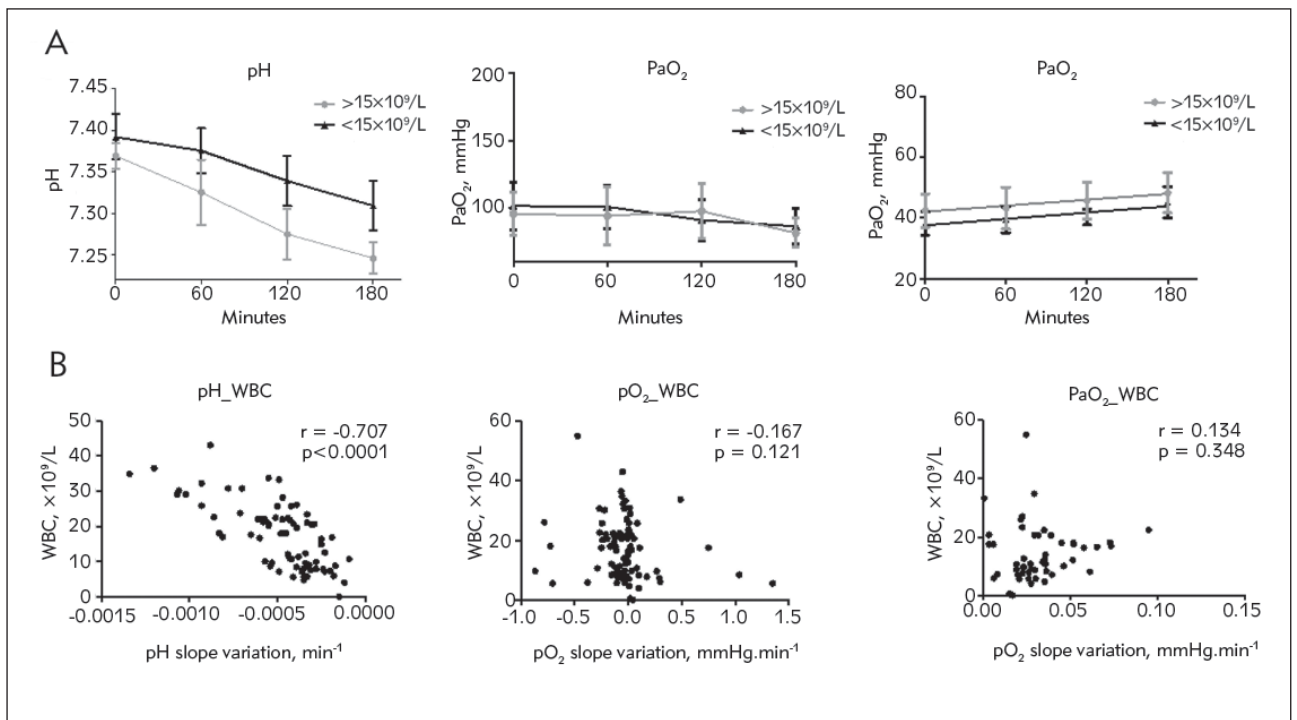 A
pH
7.45
7.40
7.35
7.30
7.25
pH
0 60 120 180
Minutes
>15×10⁹/L
<15×10⁹/L
PaO₂
200
150
100
PaO₂, mmHg
0 60 120 180
Minutes
>15×10⁹/L
<15×10⁹/L
PaO₂
80
60
40
20
PaO₂, mmHg
0 60 120 180
Minutes
>15×10⁹/L
<15×10⁹/L
B
pH_WBC
r = -0.707
p<0.0001
50
40
30
20
10
0
WBC, ×10⁹/L
-0.0015 -0.0010 -0.0005 0.0000
pH slope variation, min⁻¹
pO₂_WBC
r = -0.167
p = 0.121
60
40
20
0
WBC, ×10⁹/L
-1.0 -0.5 0.0 0.5 1.0 1.5
pO₂ slope variation, mmHg.min⁻¹
PaO₂_WBC
r = 0.134
p = 0.348
60
40
20
0
WBC, ×10⁹/L
0.00 0.05 0.10 0.15
pO₂ slope variation, mmHg.min⁻¹